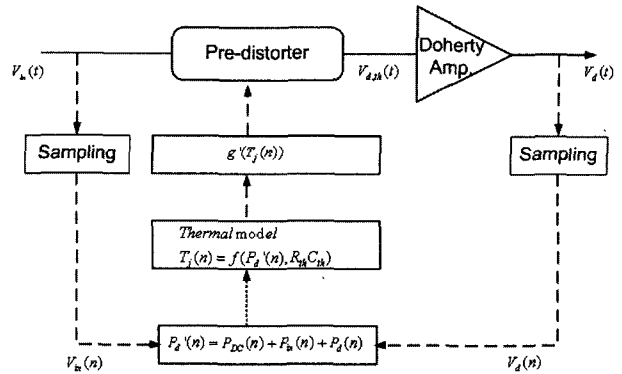 Pre-distorter
Doherty
Amp.
V_in(t)
V_d,th(t)
V_d(t)
Sampling
g'(T_j(n))
Sampling
Thermal model
T_j(n) = f(P_d'(n), R_th C_th)
P_d'(n) = P_DC(n) + P_in(n) + P_d(n)
V_in(n)
V_d(n)